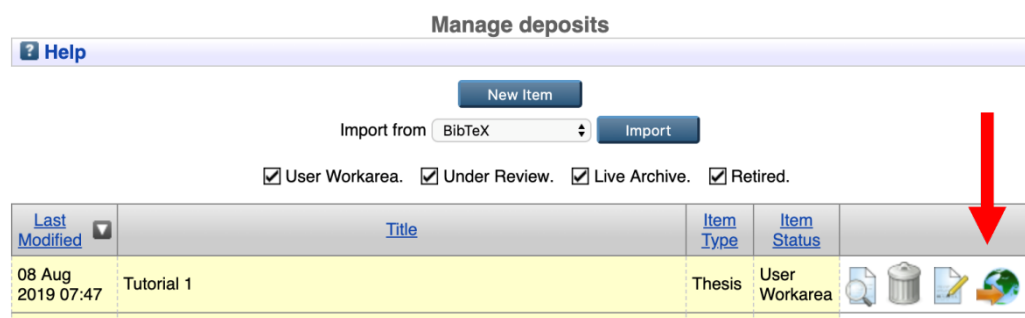 Manage deposits
? Help
New Item
Import from BibTeX Import
User Workarea. Under Review. Live Archive. Retired.
Last Modified Title Item Type Item Status
08 Aug 2019 07:47 Tutorial 1 Thesis User Workarea